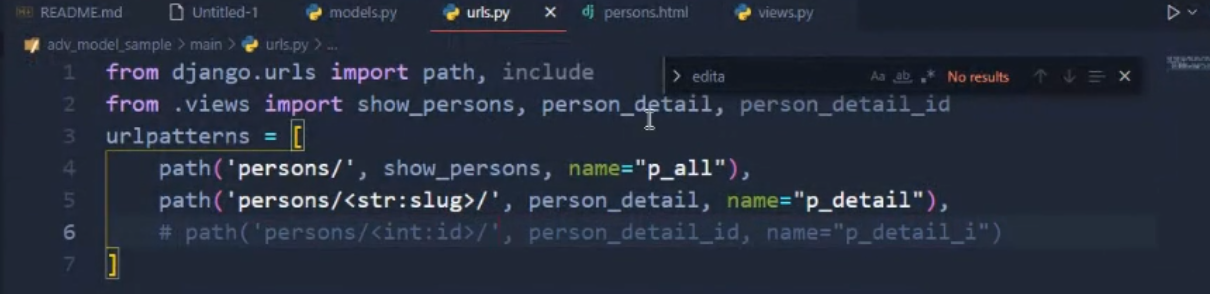 README.md Untitled-1 models.py urls.py × persons.html views.py
adv_model_sample > main > urls.py > ...
edita Aa ab .* No results
1 from django.urls import path, include
2 from .views import show_persons, person_detail, person_detail_id
3 urlpatterns = [
4 path('persons/', show_persons, name="p_all"),
5 path('persons/<str:slug>/', person_detail, name="p_detail"),
6 # path('persons/<int:id>/', person_detail_id, name="p_detail_i")
7 ]